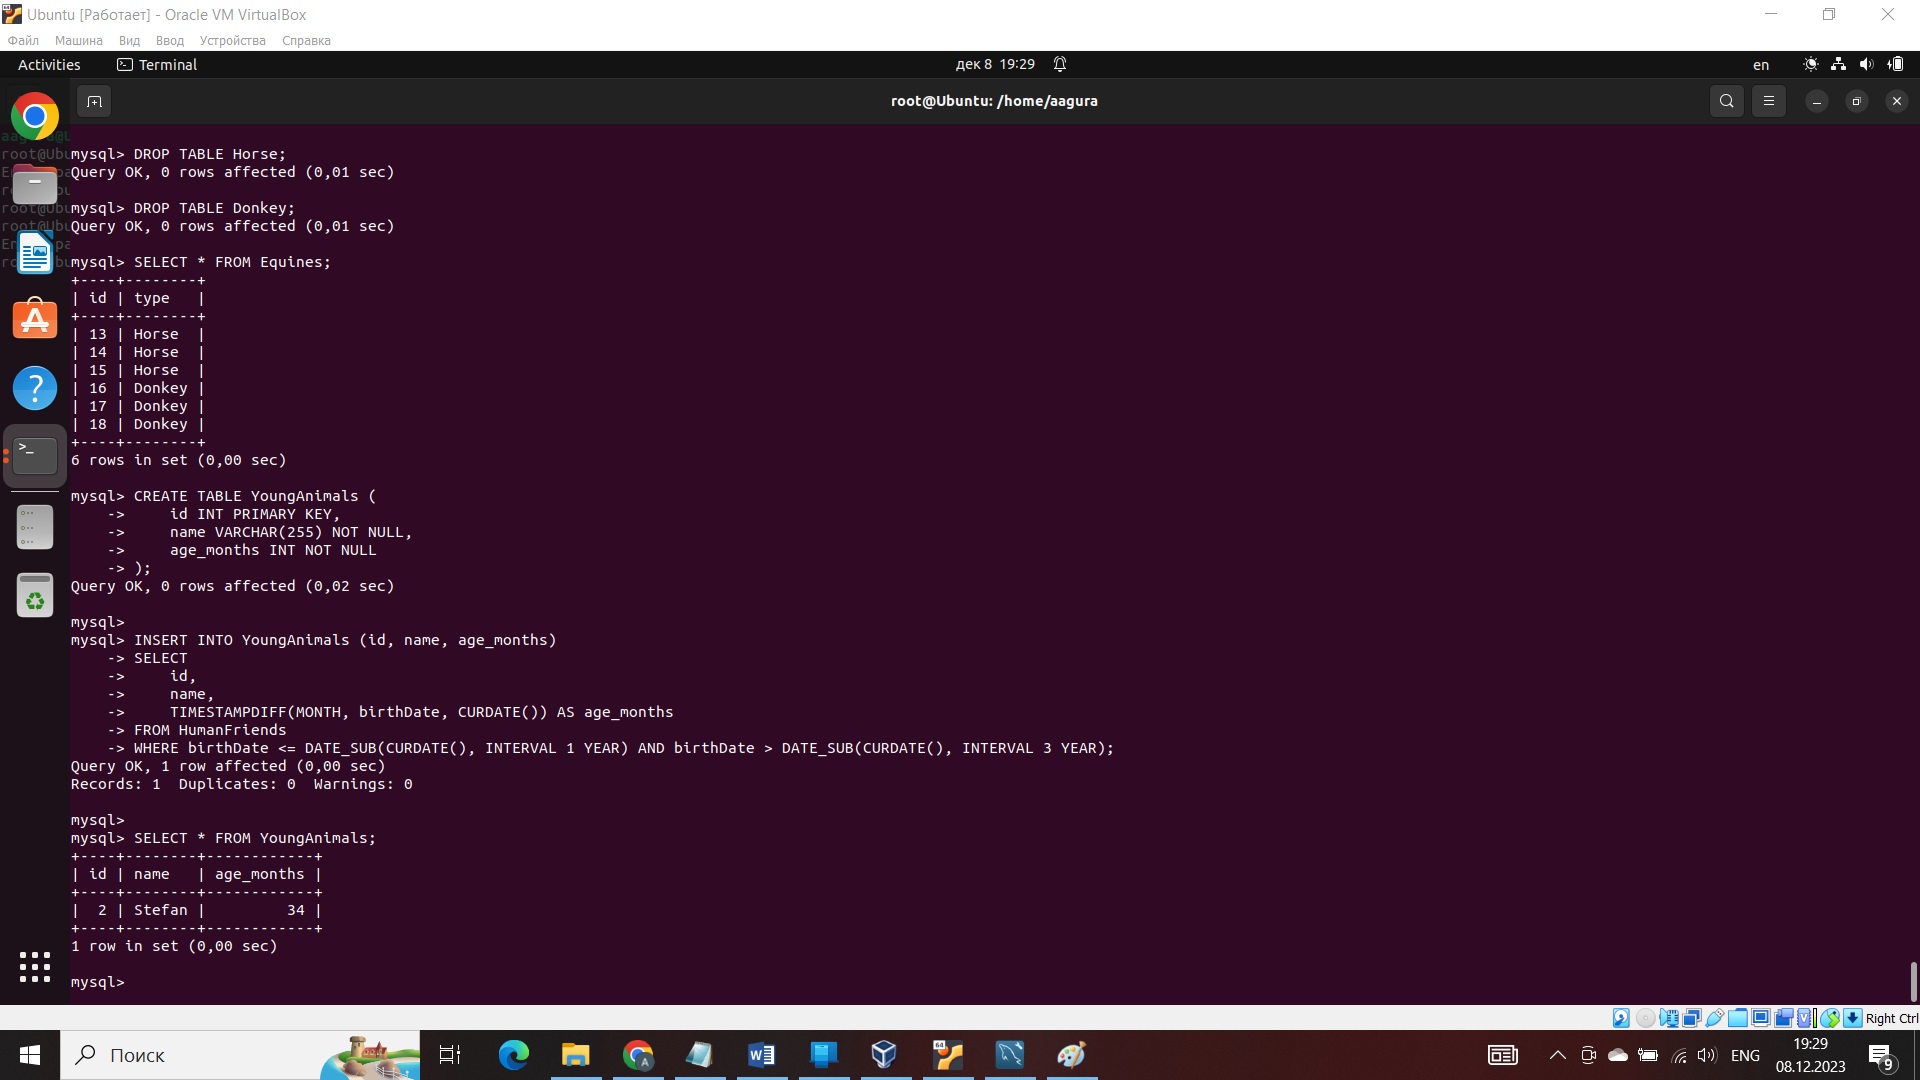 Ubuntu [Работает] - Oracle VM VirtualBox
Файл Машина Вид Ввод Устройства Справка
Activities Terminal дек 8 19:29 en
root@Ubuntu: /home/aagura
mysql> DROP TABLE Horse;
Query OK, 0 rows affected (0,01 sec)
mysql> DROP TABLE Donkey;
Query OK, 0 rows affected (0,01 sec)
mysql> SELECT * FROM Equines;
+----+--------+
| id | type   |
+----+--------+
| 13 | Horse  |
| 14 | Horse  |
| 15 | Horse  |
| 16 | Donkey |
| 17 | Donkey |
| 18 | Donkey |
+----+--------+
6 rows in set (0,00 sec)
mysql> CREATE TABLE YoungAnimals (
    ->     id INT PRIMARY KEY,
    ->     name VARCHAR(255) NOT NULL,
    ->     age_months INT NOT NULL
    -> );
Query OK, 0 rows affected (0,02 sec)
mysql>
mysql> INSERT INTO YoungAnimals (id, name, age_months)
    -> SELECT
    ->     id,
    ->     name,
    ->     TIMESTAMPDIFF(MONTH, birthDate, CURDATE()) AS age_months
    -> FROM HumanFriends
    -> WHERE birthDate <= DATE_SUB(CURDATE(), INTERVAL 1 YEAR) AND birthDate > DATE_SUB(CURDATE(), INTERVAL 3 YEAR);
Query OK, 1 row affected (0,00 sec)
Records: 1  Duplicates: 0  Warnings: 0
mysql>
mysql> SELECT * FROM YoungAnimals;
+----+--------+------------+
| id | name   | age_months |
+----+--------+------------+
|  2 | Stefan |         34 |
+----+--------+------------+
1 row in set (0,00 sec)
mysql>
Right Ctrl
Поиск
ENG
19:29
08.12.2023
9